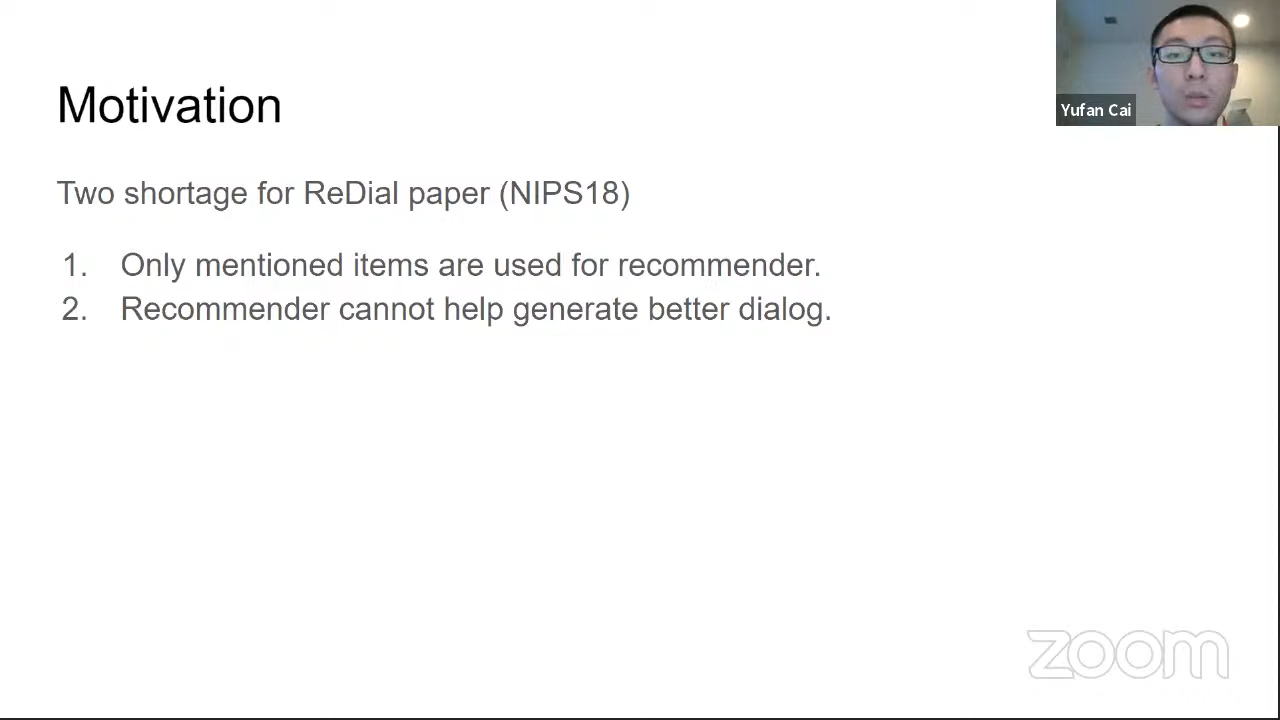 Motivation
Yufan Cai
Two shortage for ReDial paper (NIPS18)
1. Only mentioned items are used for recommender.
2. Recommender cannot help generate better dialog.
zoom